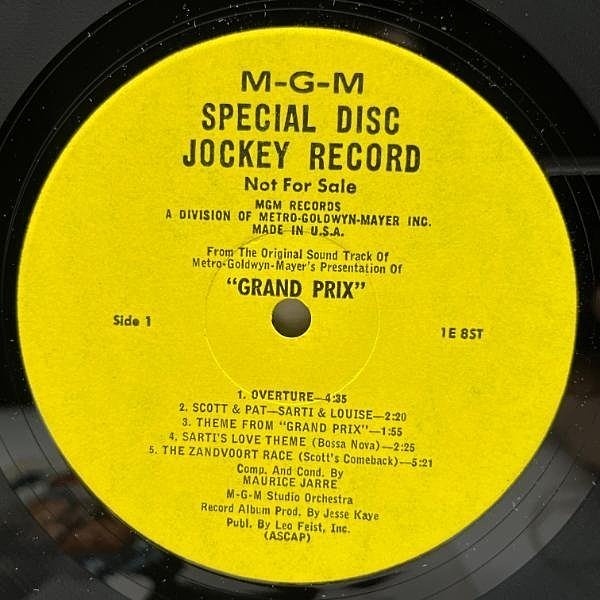 M-G-M
SPECIAL DISC
JOCKEY RECORD
Not For Sale
MGM RECORDS
A DIVISION OF METRO-GOLDWYN-MAYER INC.
MADE IN U.S.A.
From The Original Sound Track Of
Metro-Goldwyn-Mayer's Presentation Of
"GRAND PRIX"
Side 1
1E 8ST
1. OVERTURE—4:35
2. SCOTT & PAT—SARTI & LOUISE—2:20
3. THEME FROM "GRAND PRIX"—1:55
4. SARTI'S LOVE THEME (Bossa Nova)—2:25
5. THE ZANDVOORT RACE (Scott's Comeback)—5:21
Comp. And Cond. By
MAURICE JARRE
M-G-M Studio Orchestra
Record Album Prod. By Jesse Kaye
Publ. By Leo Feist, Inc.
(ASCAP)